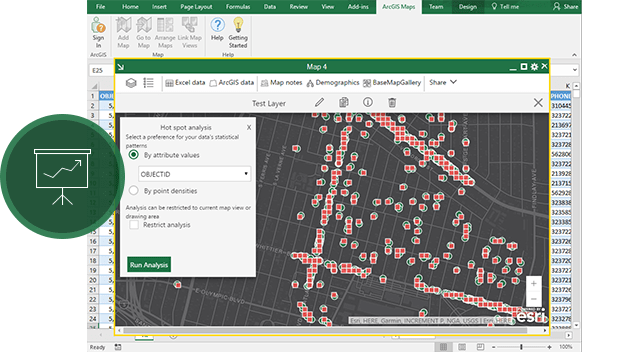 File Home Insert Page Layout Formulas Data Review View Add-ins ArcGIS Maps Team Design Tell me Share
Sign In
Add Map
Go to Map
Arrange Maps
Link Map Views
Help
Getting Started
ArcGIS Map Help
E25
Map 4
Excel data ArcGIS data Map notes Demographics BaseMapGallery Share
Test Layer
K
PHONE
Hot spot analysis X
Select a preference for your data's statistical
patterns
By attribute values
OBJECTID
By point densities
Analysis can be restricted to current map view or
drawing area
Restrict analysis
Run Analysis
S FINDLAY AVE
E OLYMPIC BLVD
esri
Esri, HERE, Garmin, INCREMENT P, NGA, USGS | Esri, HERE
Ready
100%